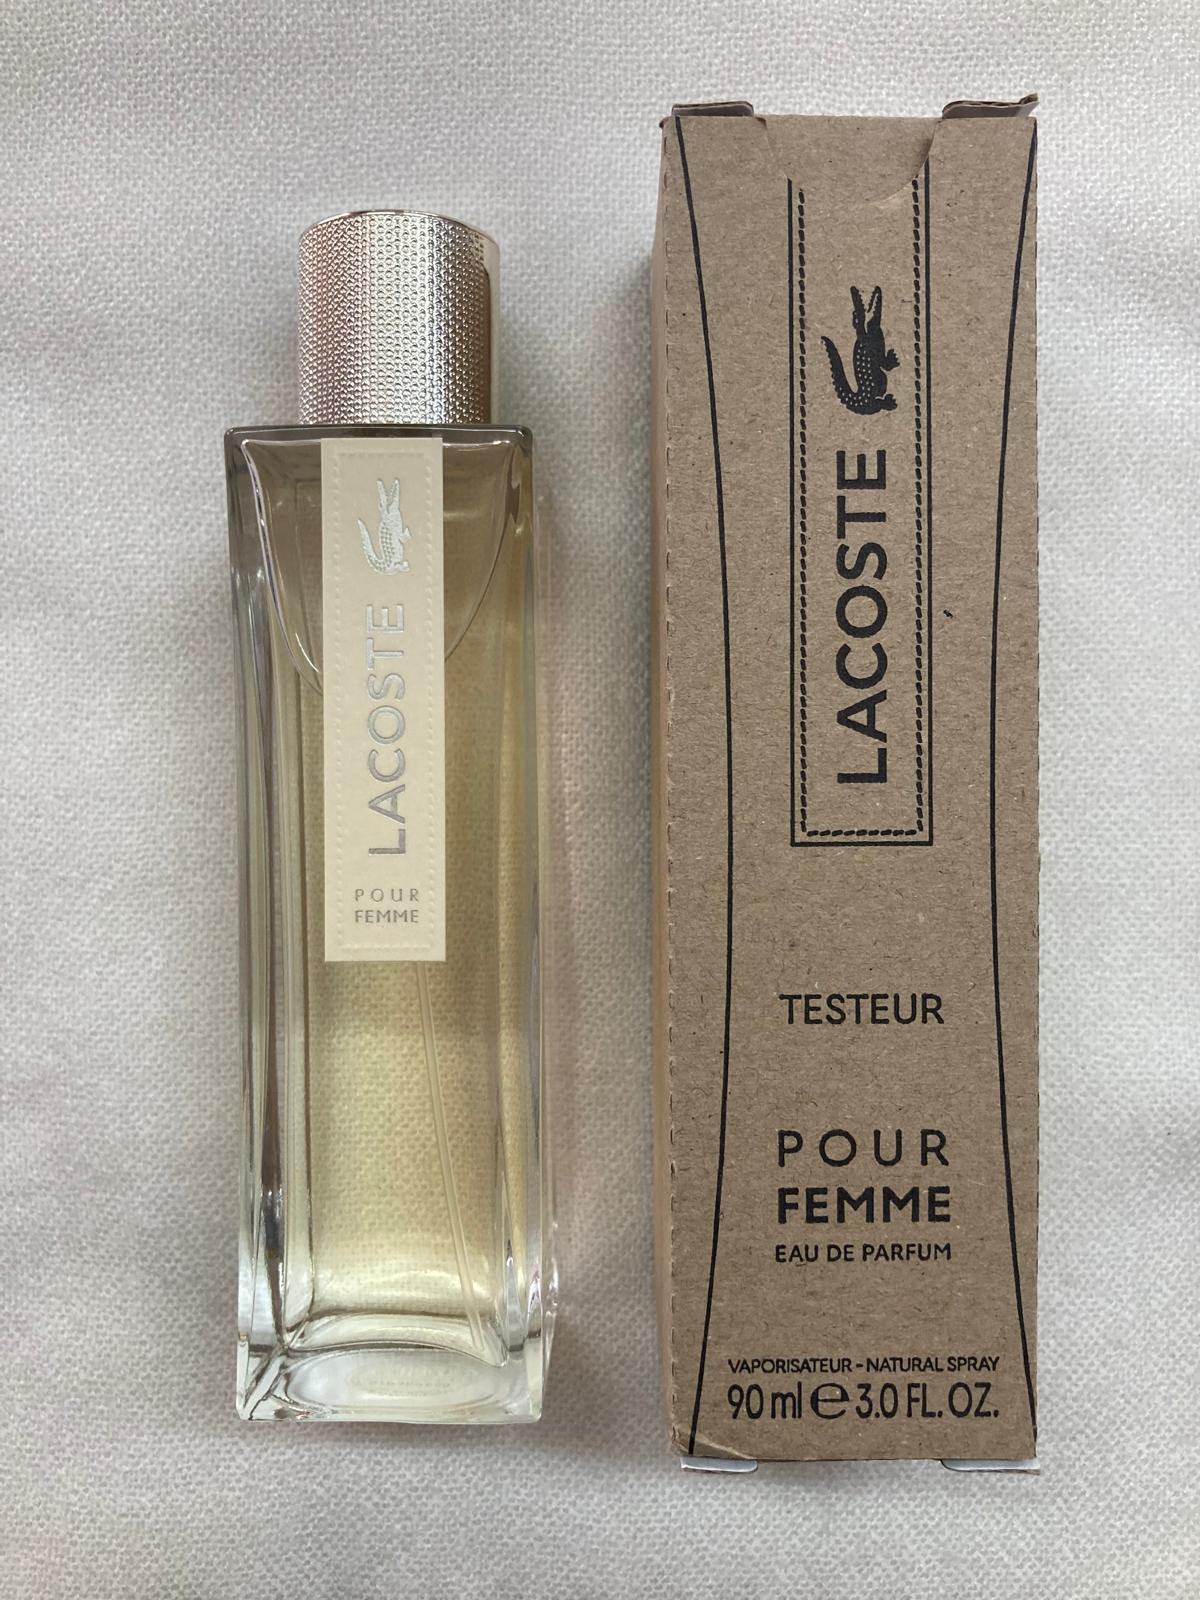 LACOSTE
POUR
FEMME
LACOSTE
TESTEUR
POUR
FEMME
EAU DE PARFUM
VAPORISATEUR - NATURAL SPRAY
90 ml e 3.0 FL. OZ.